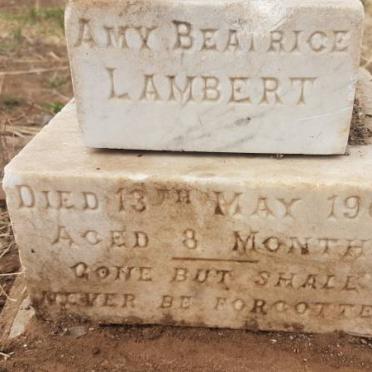 AMY BEATRICE
LAMBERT
DIED 13TH MAY 19
AGED 8 MONTH
GONE BUT SHALL
NEVER BE FORGOTTE